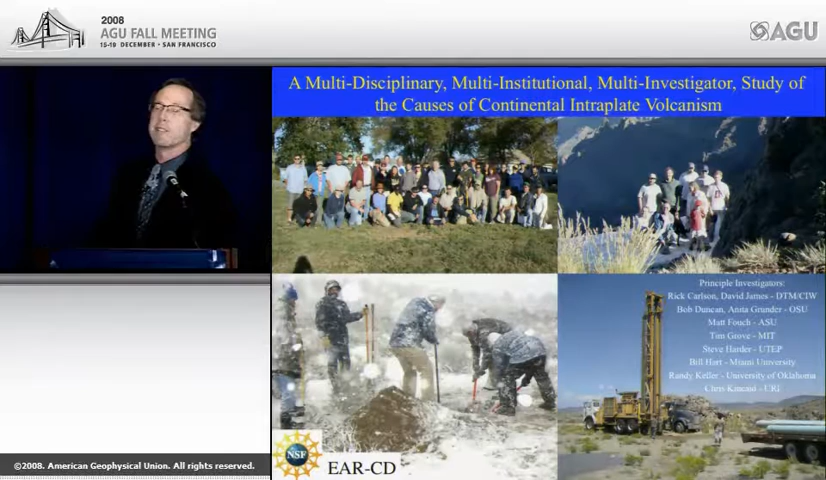 2008
AGU FALL MEETING
15-19 DECEMBER • SAN FRANCISCO
AGU
A Multi-Disciplinary, Multi-Institutional, Multi-Investigator, Study of
the Causes of Continental Intraplate Volcanism
Principle Investigators:
Rick Carlson, David James - DTM/CIW
Bob Duncan, Anita Grunder - OSU
Matt Fouch - ASU
Tim Grove - MIT
Steve Harder - UTEP
Bill Hart - Miami University
Randy Keller - University of Oklahoma
Chris Kincaid - URI
NSF
EAR-CD
©2008. American Geophysical Union. All rights reserved.